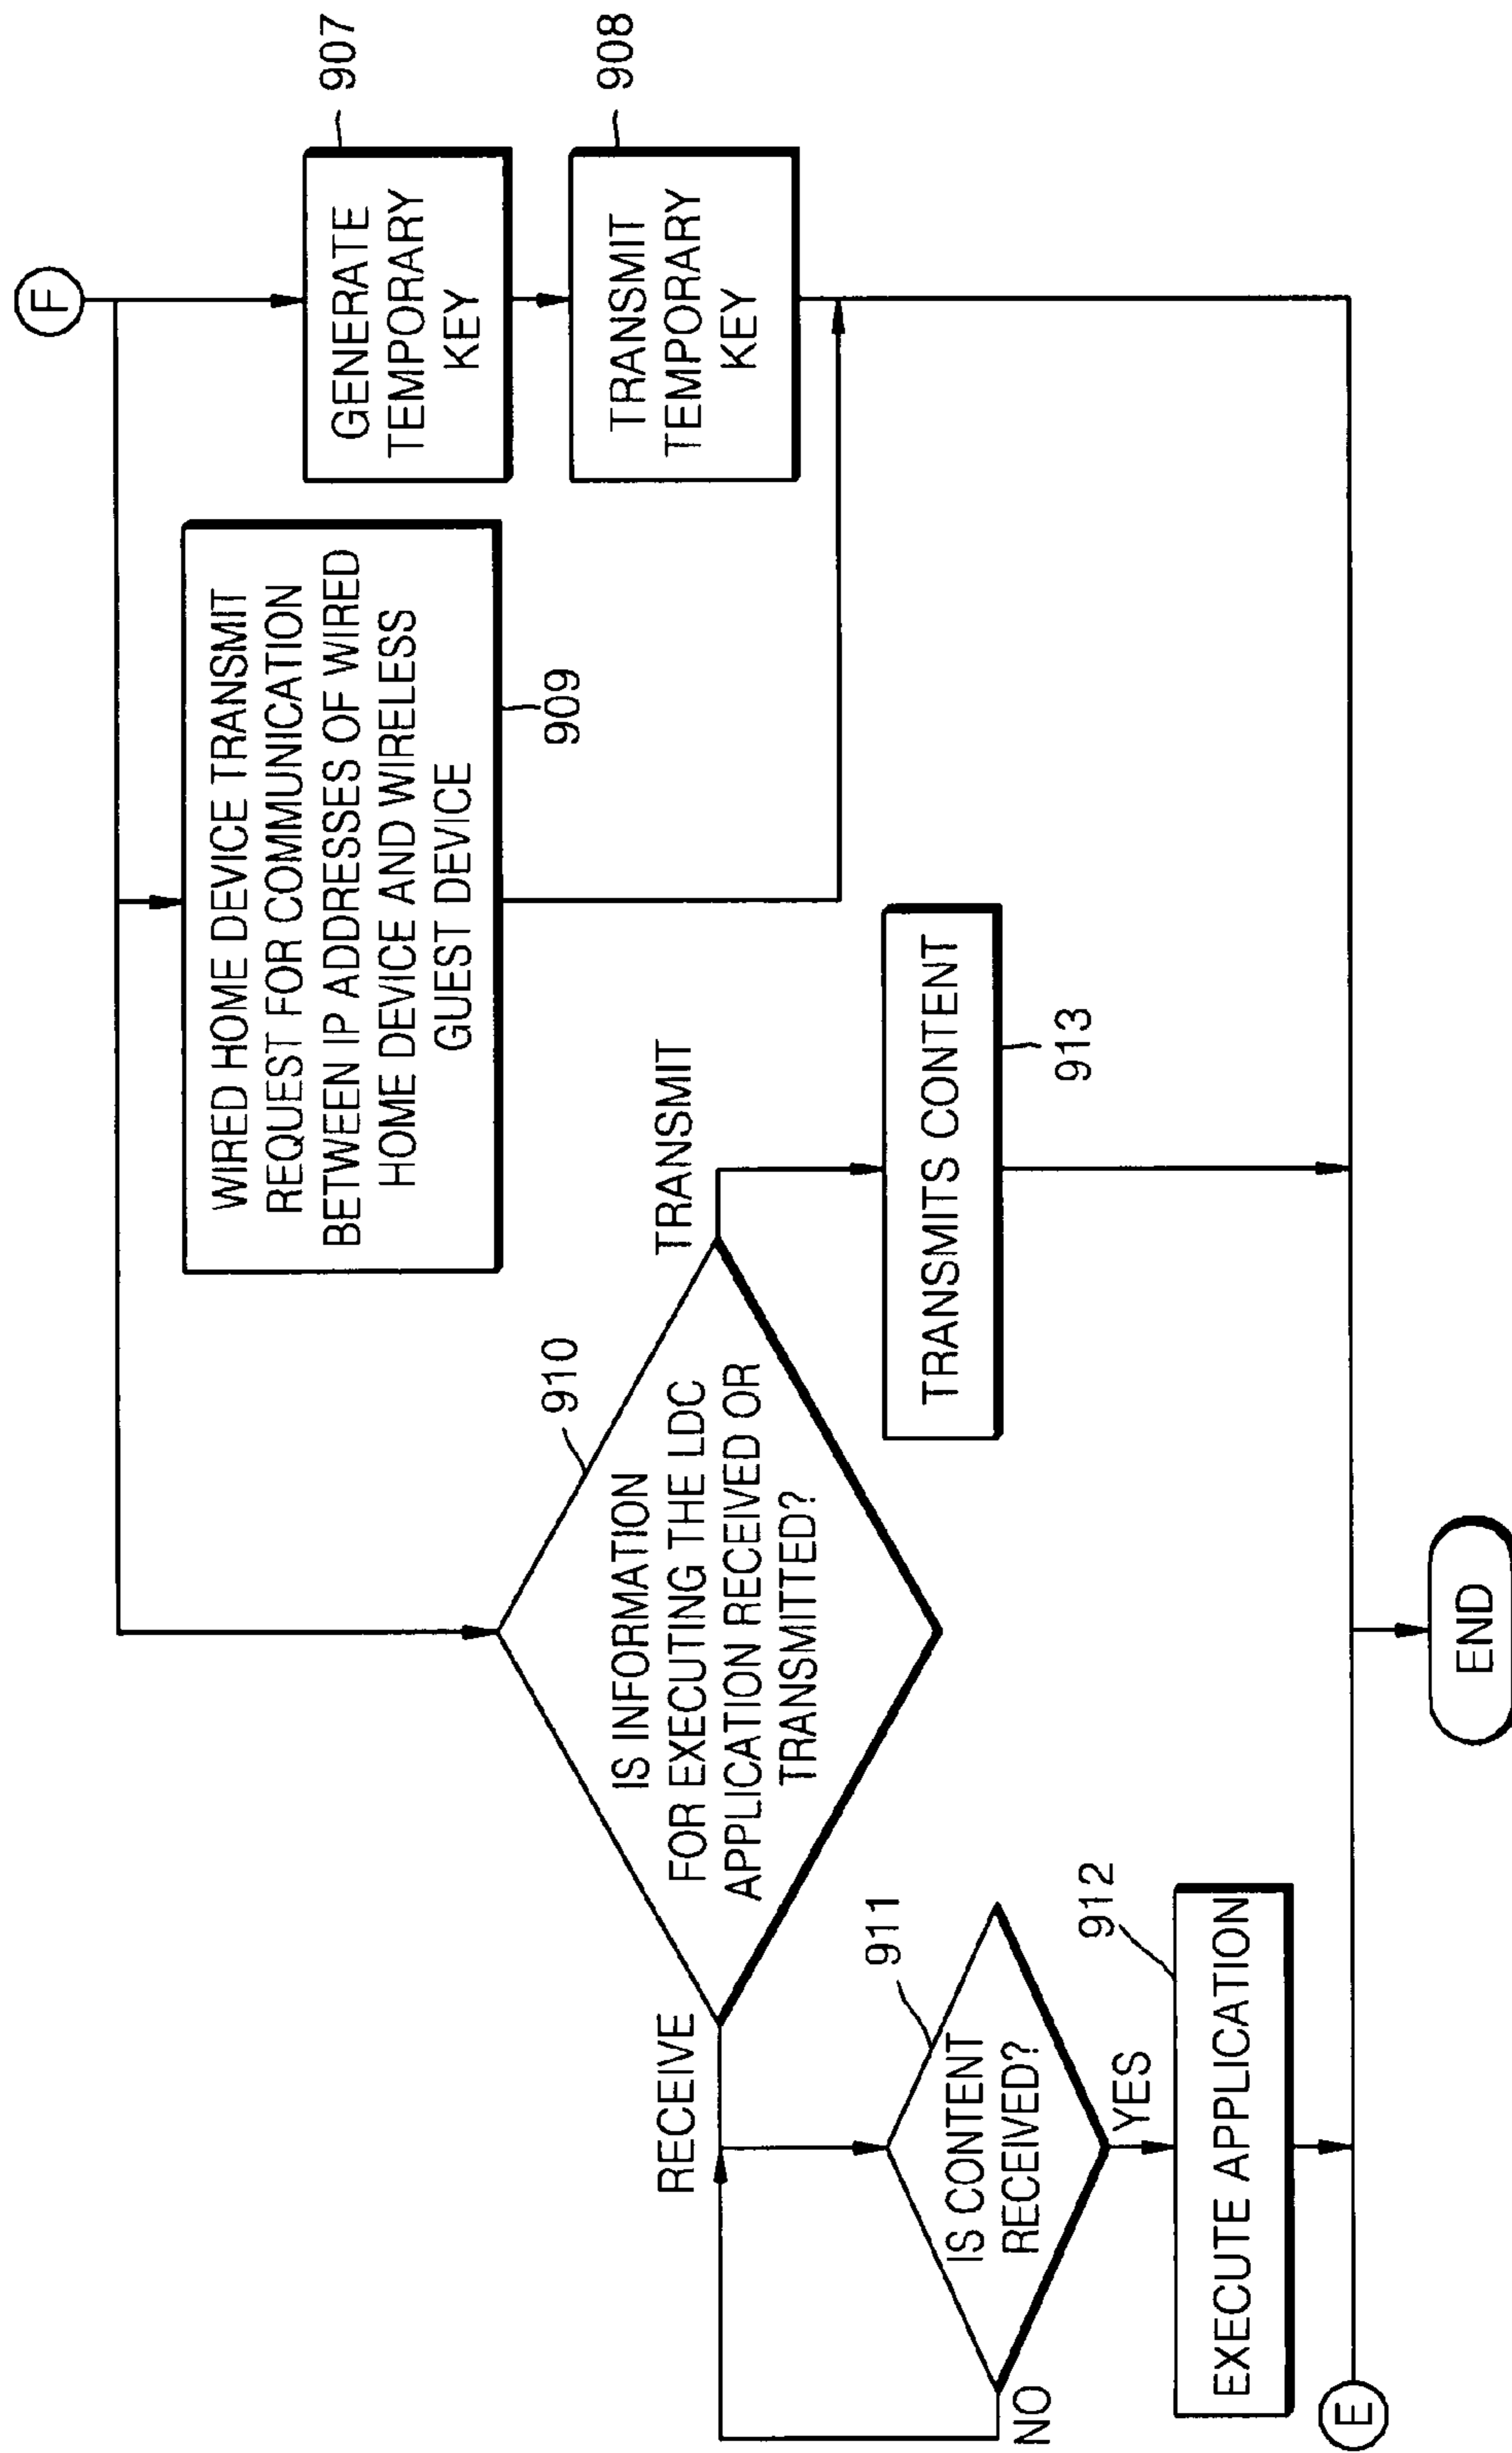 F
907
GENERATE
TEMPORARY
KEY
908
TRANSMIT
TEMPORARY
KEY
WIRED HOME DEVICE TRANSMIT
REQUEST FOR COMMUNICATION
BETWEEN IP ADDRESSES OF WIRED
HOME DEVICE AND WIRELESS
GUEST DEVICE
909
910
IS INFORMATION
FOR EXECUTING THE LDC
APPLICATION RECEIVED OR
TRANSMITTED?
RECEIVE
TRANSMIT
911
IS CONTENT
RECEIVED?
NO
YES
912
EXECUTE APPLICATION
TRANSMITS CONTENT
913
E
END